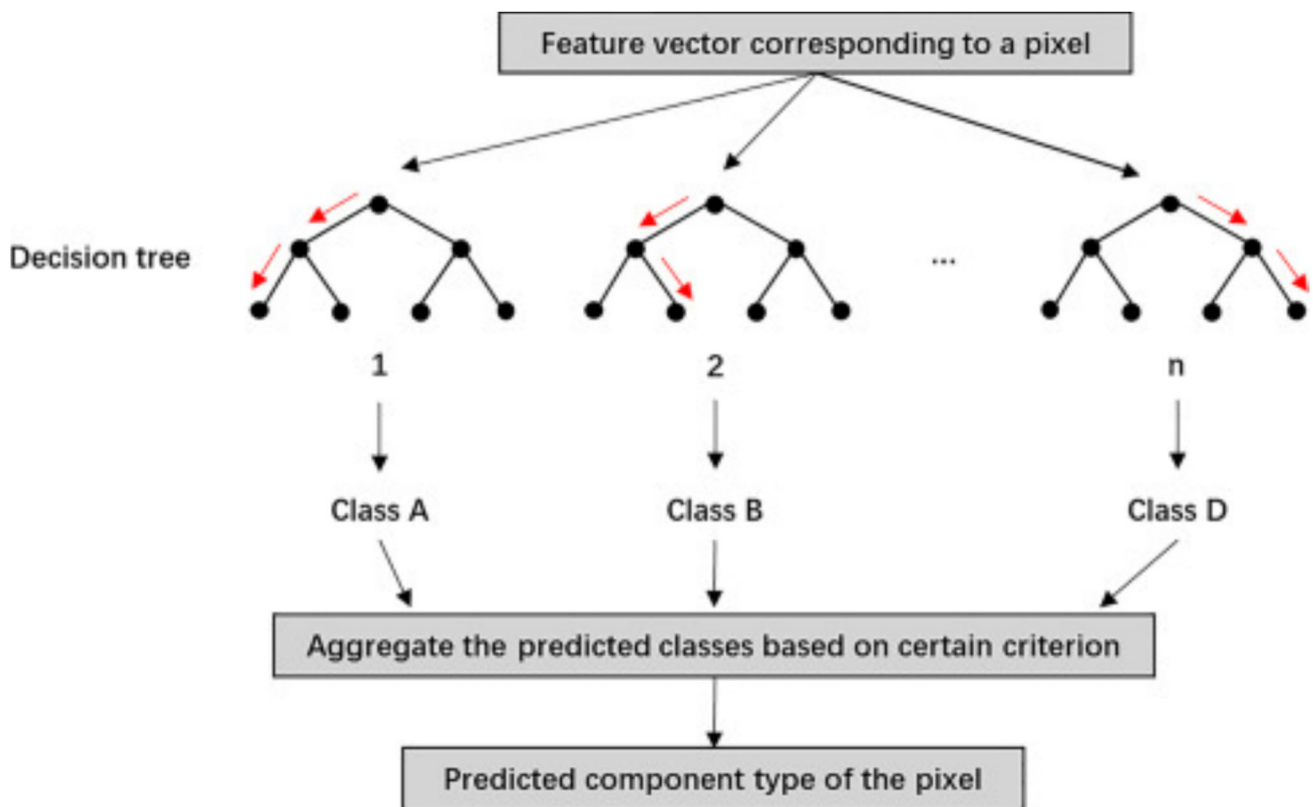 Feature vector corresponding to a pixel
Decision tree
...
1
2
n
Class A
Class B
Class D
Aggregate the predicted classes based on certain criterion
Predicted component type of the pixel